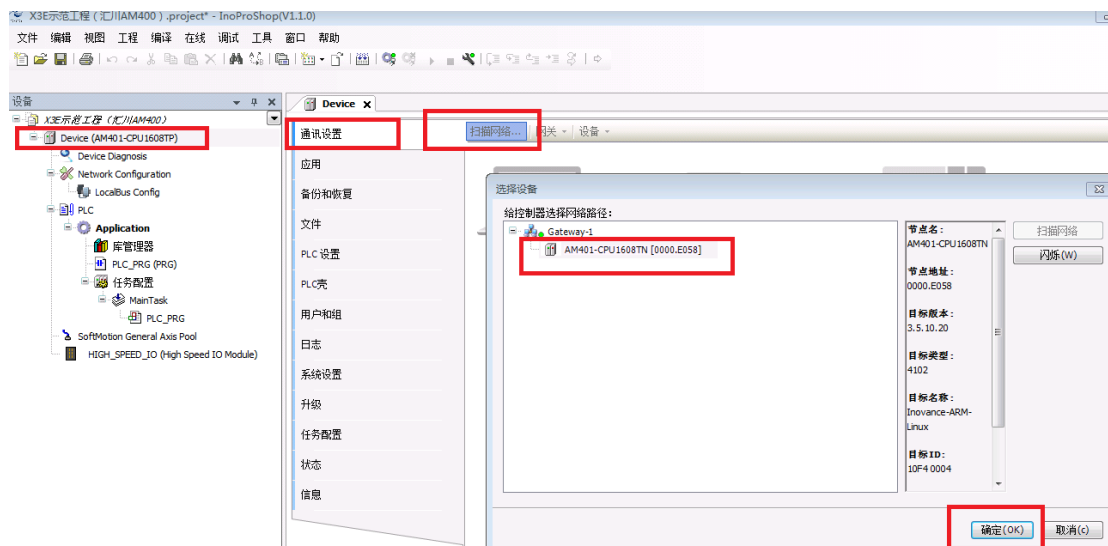 X3E示范工程（汇川AM400）.project* - InoProShop(V1.1.0)
文件 编辑 视图 工程 编译 在线 调试 工具 窗口 帮助
设备
X3E示范工程（汇川AM400）
Device (AM401-CPU1608TP)
Device Diagnosis
Network Configuration
LocalBus Config
PLC
Application
库管理器
PLC_PRG (PRG)
任务配置
MainTask
PLC_PRG
SoftMotion General Axis Pool
HIGH_SPEED_IO (High Speed IO Module)
Device
通讯设置
应用
备份和恢复
文件
PLC 设置
PLC壳
用户和组
日志
系统设置
升级
任务配置
状态
信息
扫描网络... 网关 设备
选择设备
给控制器选择网络路径:
Gateway-1
AM401-CPU1608TN [0000.E058]
节点名:
AM401-CPU1608TN
节点地址:
0000.E058
目标版本:
3.5.10.20
目标类型:
4102
目标名称:
Inovance-ARM-
Linux
目标ID:
10F4 0004
扫描网络
闪烁(W)
确定(OK) 取消(c)